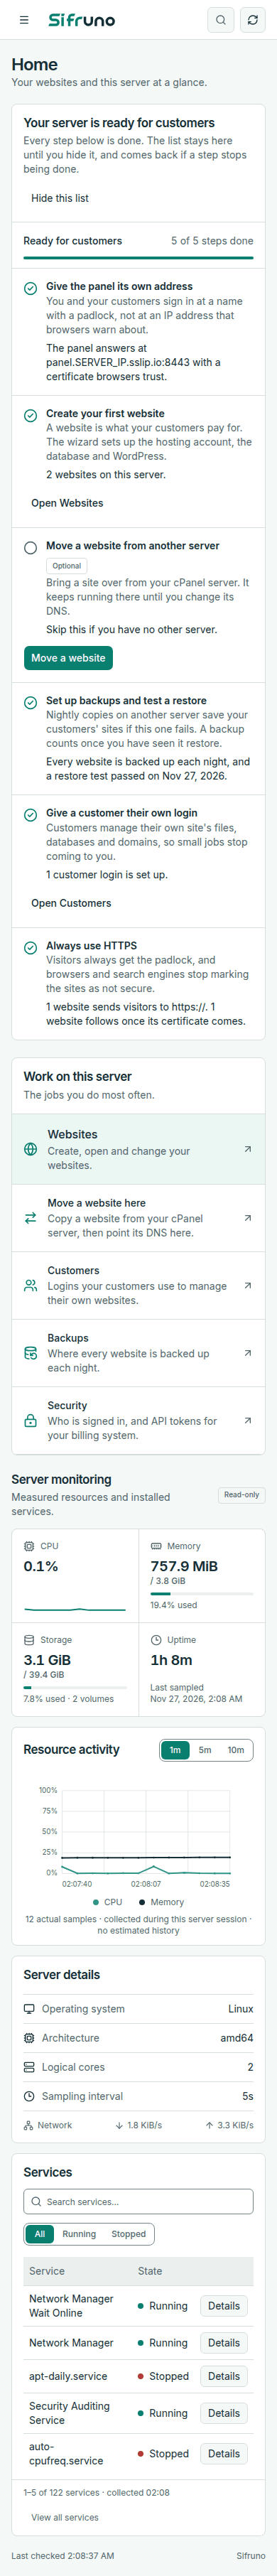 Sifruno
Home
Your websites and this server at a glance.
Your server is ready for customers
Every step below is done. The list stays here
until you hide it, and comes back if a step stops
being done.
Hide this list
Ready for customers
5 of 5 steps done
Give the panel its own address
You and your customers sign in at a name
with a padlock, not an IP address that
browsers warn about.
The panel answers at
panel.SERVER_IP.sslip.io:8443 with a
certificate browsers trust.
Create your first website
A website is what your customers pay for.
The wizard sets up the hosting account, the
database and WordPress.
2 websites on this server.
Open Websites
Move a website from another server
Optional
Bring a site over from your cPanel server. It
keeps running there until you change its
DNS.
Skip this if you have no other server.
Move a website
Set up backups and test a restore
Nightly copies on another server save your
customers' sites if this one fails. A backup
counts once you have seen it restore.
Every website is backed up each night, and
a restore test passed on Nov 27, 2026.
Give a customer their own login
Customers manage their own site's files,
databases and domains, so small jobs stop
coming to you.
1 customer login is set up.
Open Customers
Always use HTTPS
Visitors always get the padlock, and
browsers and search engines stop marking
the sites as not secure.
1 website sends visitors to https://. 1
website follows once its certificate comes.
Work on this server
The jobs you do most often.
Websites
Create, open and change your
websites.
Move a website here
Copy a website from your cPanel
server, then point its DNS here.
Customers
Logins your customers use to manage
their own websites.
Backups
Where every website is backed up
each night.
Security
Who is signed in, and API tokens for
your billing system.
Server monitoring
Measured resources and installed
services.
Read-only
CPU
0.1%
Memory
757.9 MiB
/ 3.8 GiB
19.4% used
Storage
3.1 GiB
/ 39.4 GiB
7.8% used · 2 volumes
Uptime
1h 8m
Last sampled
Nov 27, 2026, 2:08 AM
Resource activity
1m 5m 10m
100%
75%
50%
25%
0%
02:07:40 02:08:07 02:08:35
CPU Memory
12 actual samples · collected during this server session ·
no estimated history
Server details
Operating system Linux
Architecture amd64
Logical cores 2
Sampling interval 5s
Network 1.8 KiB/s 3.3 KiB/s
Services
Search services...
All Running Stopped
Service State
Network Manager
Wait Online
Running Details
Network Manager Running Details
apt-daily.service Stopped Details
Security Auditing
Service
Running Details
auto-
cpufreq.service
Stopped Details
1–5 of 122 services · collected 02:08
View all services
Last checked 2:08:37 AM
Sifruno